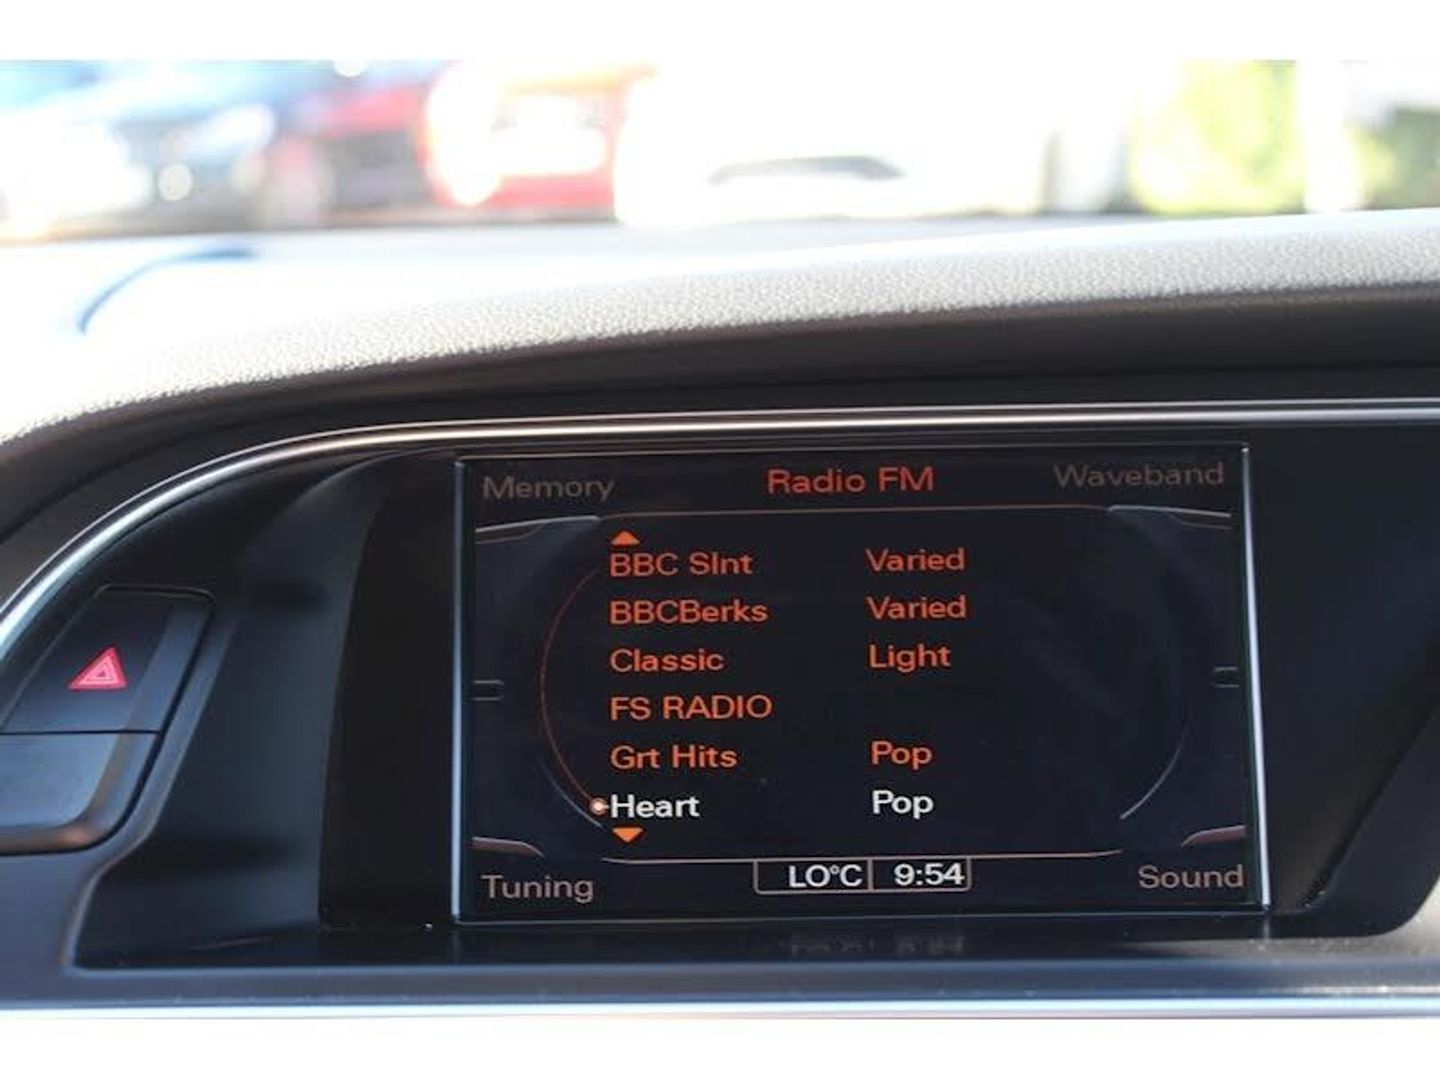 Memory Radio FM Waveband
BBC Slnt Varied
BBCBerks Varied
Classic Light
FS RADIO
Grt Hits Pop
Heart Pop
Tuning LO°C 9:54 Sound